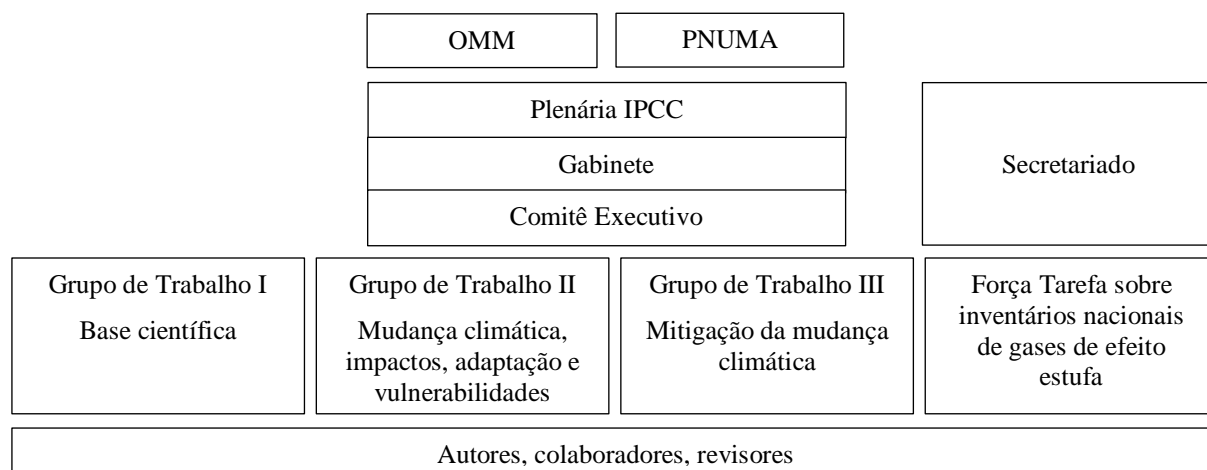 OMM
PNUMA
Plenária IPCC
Gabinete
Comitê Executivo
Secretariado
Grupo de Trabalho I
Base científica
Grupo de Trabalho II
Mudança climática,
impactos, adaptação e
vulnerabilidades
Grupo de Trabalho III
Mitigação da mudança
climática
Força Tarefa sobre
inventários nacionais
de gases de efeito
estufa
Autores, colaboradores, revisores